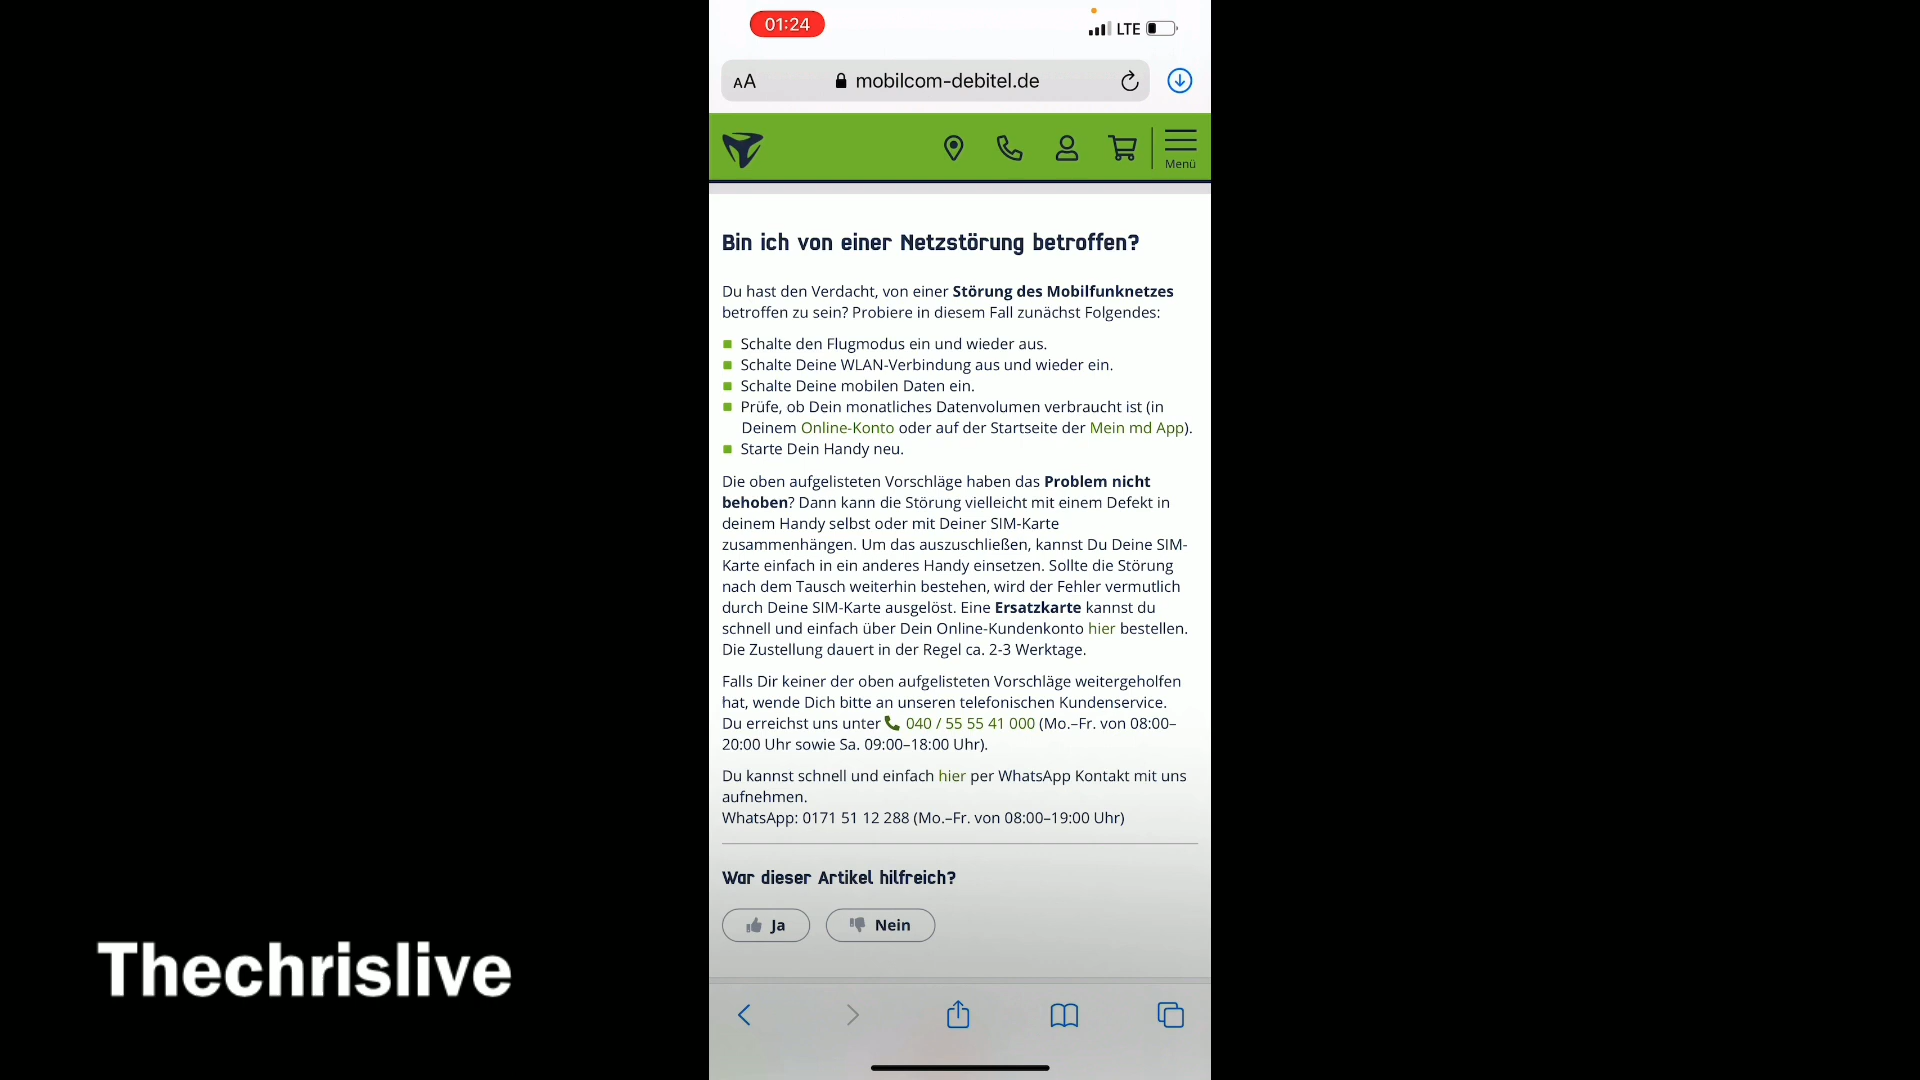 01:24
LTE
AA
mobilcom-debitel.de
Menü
Bin ich von einer Netzstörung betroffen?
Du hast den Verdacht, von einer Störung des Mobilfunknetzes
betroffen zu sein? Probiere in diesem Fall zunächst Folgendes:
Schalte den Flugmodus ein und wieder aus.
Schalte Deine WLAN-Verbindung aus und wieder ein.
Schalte Deine mobilen Daten ein.
Prüfe, ob Dein monatliches Datenvolumen verbraucht ist (in
Deinem Online-Konto oder auf der Startseite der Mein md App).
Starte Dein Handy neu.
Die oben aufgelisteten Vorschläge haben das Problem nicht
behoben? Dann kann die Störung vielleicht mit einem Defekt in
deinem Handy selbst oder mit Deiner SIM-Karte
zusammenhängen. Um das auszuschließen, kannst Du Deine SIM-
Karte einfach in ein anderes Handy einsetzen. Sollte die Störung
nach dem Tausch weiterhin bestehen, wird der Fehler vermutlich
durch Deine SIM-Karte ausgelöst. Eine Ersatzkarte kannst du
schnell und einfach über Dein Online-Kundenkonto hier bestellen.
Die Zustellung dauert in der Regel ca. 2-3 Werktage.
Falls Dir keiner der oben aufgelisteten Vorschläge weitergeholfen
hat, wende Dich bitte an unseren telefonischen Kundenservice.
Du erreichst uns unter 040 / 55 55 41 000 (Mo.–Fr. von 08:00–
20:00 Uhr sowie Sa. 09:00–18:00 Uhr).
Du kannst schnell und einfach hier per WhatsApp Kontakt mit uns
aufnehmen.
WhatsApp: 0171 51 12 288 (Mo.–Fr. von 08:00–19:00 Uhr)
War dieser Artikel hilfreich?
Ja
Nein
Thechrislive